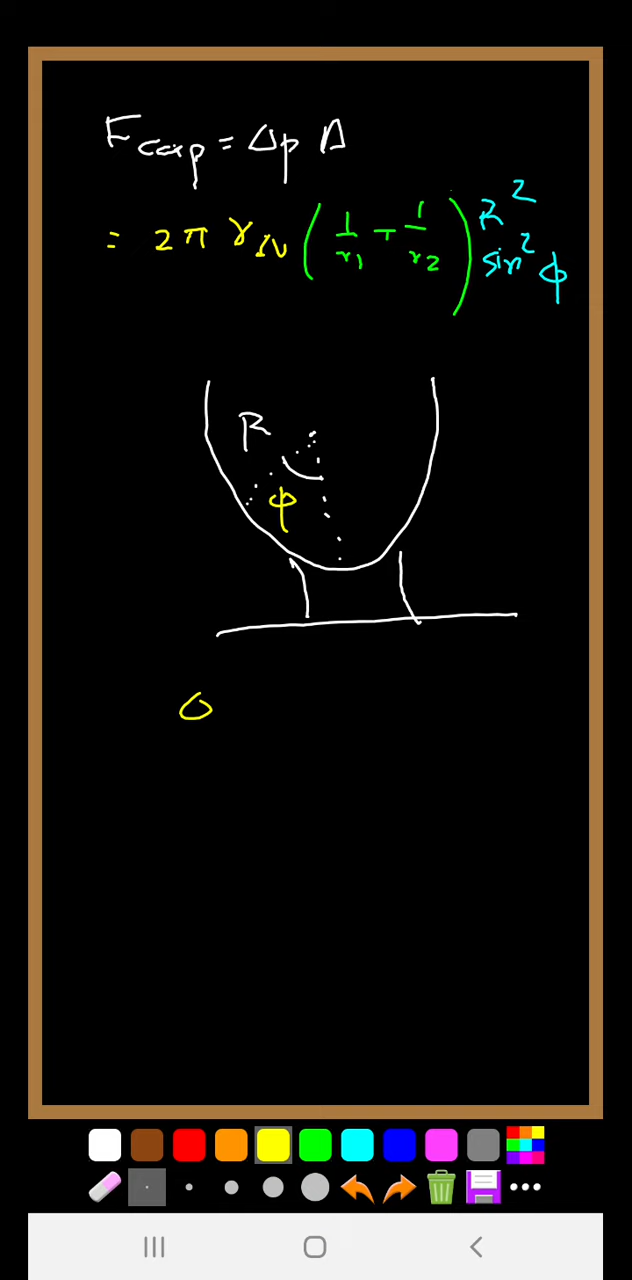 F_cap = Δp A
= 2π γ_lv (1/r₁ + 1/r₂) R² sin² φ
R
φ